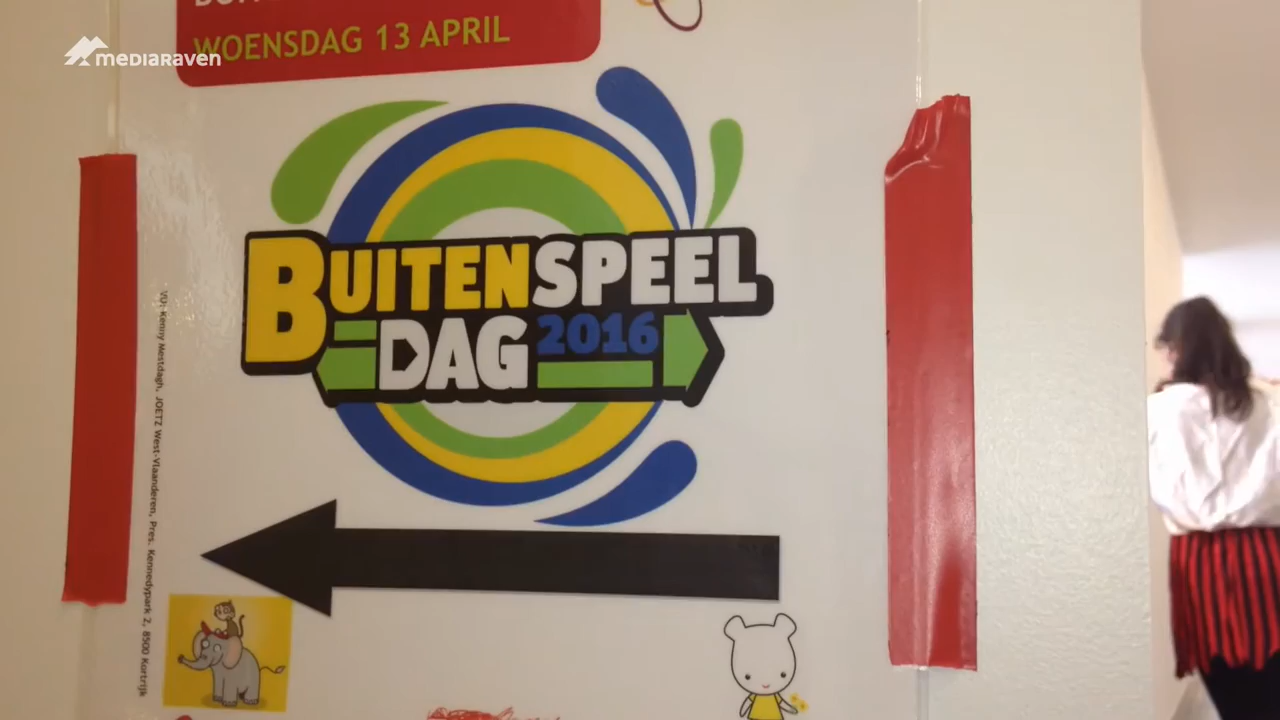 WOENSDAG 13 APRIL
mediaraven
BUITENSPEEL
DAG 2016
VU: Kenny Mestdagh, JOETZ West-Vlaanderen, Pres. Kennedypark 2, 8500 Kortrijk